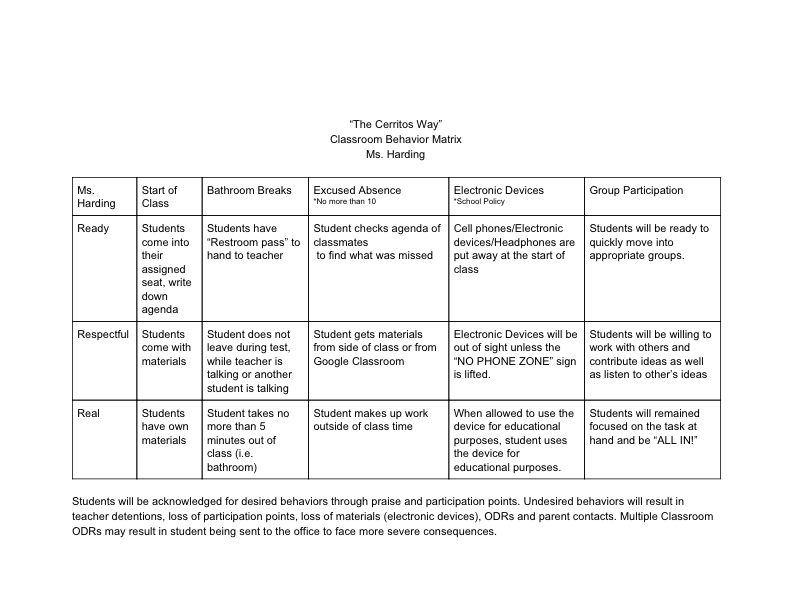 “The Cerritos Way”
Classroom Behavior Matrix
Ms. Harding
Ms.
Harding
Start of
Class
Bathroom Breaks
Excused Absence
*No more than 10
Electronic Devices
*School Policy
Group Participation
Ready
Students
come into
their
assigned
seat, write
down
agenda
Students have
“Restroom pass” to
hand to teacher
Student checks agenda of
classmates
to find what was missed
Cell phones/Electronic
devices/Headphones are
put away at the start of
class
Students will be ready to
quickly move into
appropriate groups.
Respectful
Students
come with
materials
Student does not
leave during test,
while teacher is
talking or another
student is talking
Student gets materials
from side of class or from
Google Classroom
Electronic Devices will be
out of sight unless the
“NO PHONE ZONE” sign
is lifted.
Students will be willing to
work with others and
contribute ideas as well
as listen to other’s ideas
Real
Students
have own
materials
Student takes no
more than 5
minutes out of
class (i.e.
bathroom)
Student makes up work
outside of class time
When allowed to use the
device for educational
purposes, student uses
the device for
educational purposes.
Students will remained
focused on the task at
hand and be “ALL IN!”
Students will be acknowledged for desired behaviors through praise and participation points. Undesired behaviors will result in
teacher detentions, loss of participation points, loss of materials (electronic devices), ODRs and parent contacts. Multiple Classroom
ODRs may result in student being sent to the office to face more severe consequences.